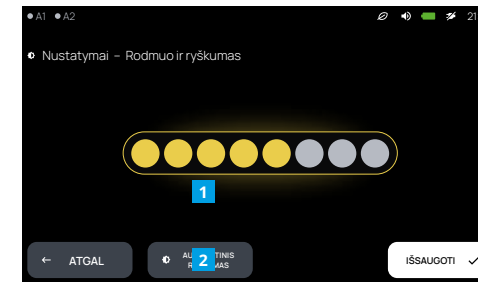 A1 A2 21
Nustatymai – Rodmuo ir ryškumas
1
← ATGAL
2
IŠSAUGOTI ✓